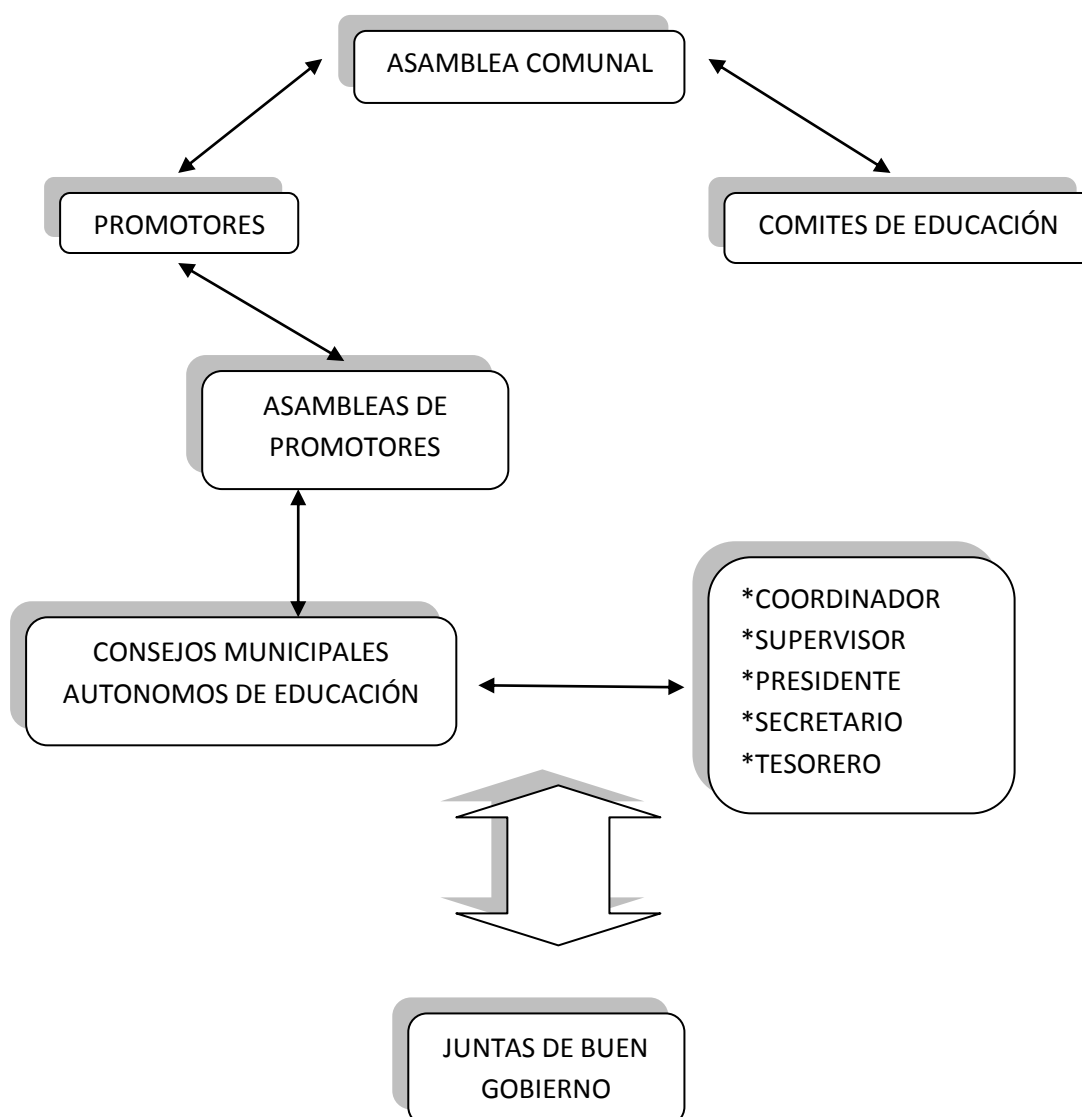 ASAMBLEA COMUNAL
PROMOTORES
COMITES DE EDUCACIÓN
ASAMBLEAS DE
PROMOTORES
CONSEJOS MUNICIPALES
AUTONOMOS DE EDUCACIÓN
*COORDINADOR
*SUPERVISOR
*PRESIDENTE
*SECRETARIO
*TESORERO
JUNTAS DE BUEN
GOBIERNO